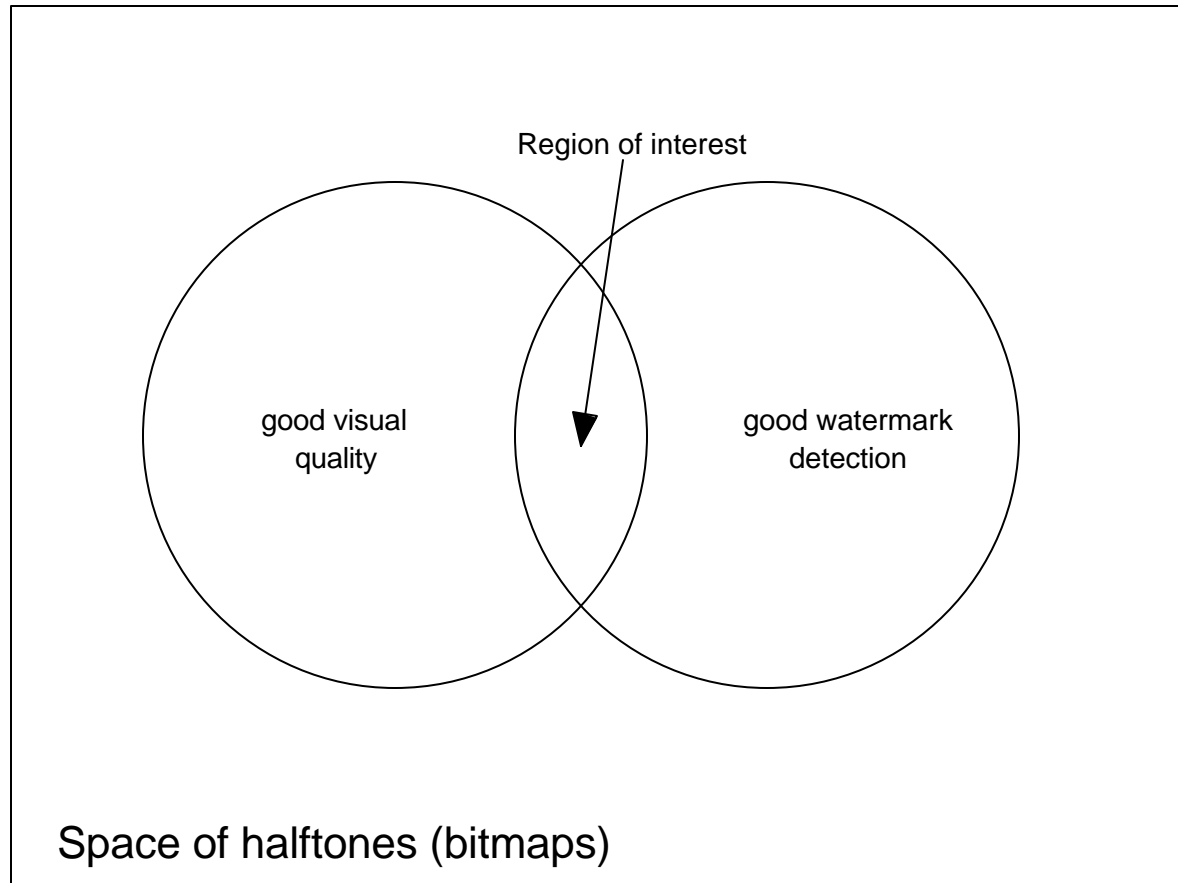 Region of interest
good visual
quality
good watermark
detection
Space of halftones (bitmaps)